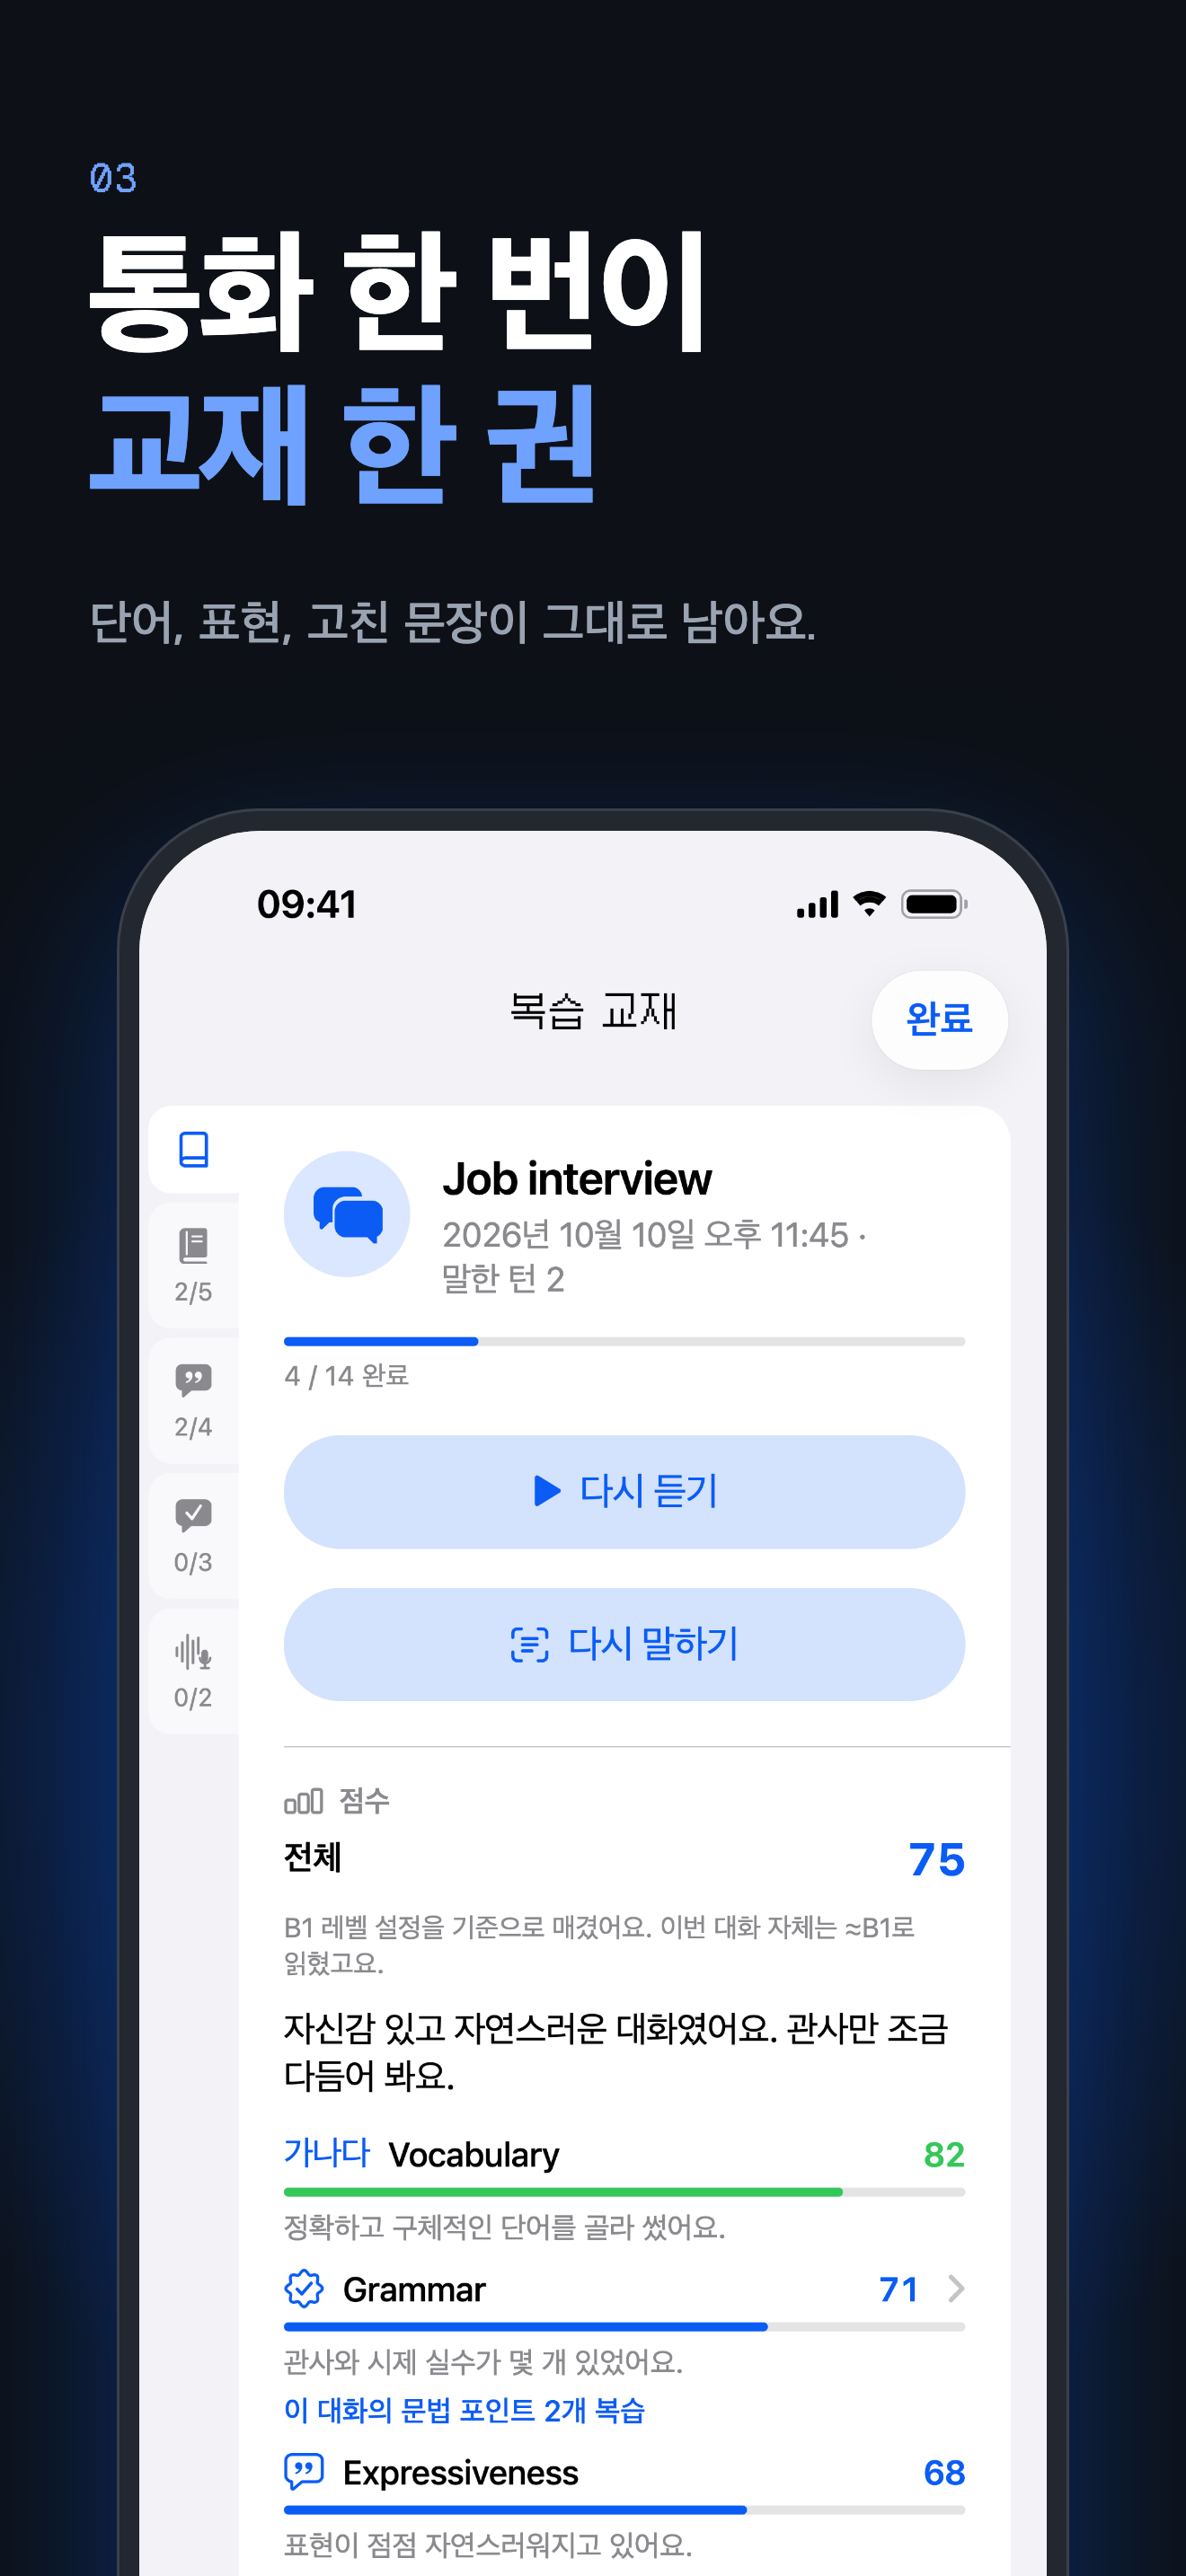 03
통화 한 번이
교재 한 권
단어, 표현, 고친 문장이 그대로 남아요.
09:41
복습 교재
완료
Job interview
2026년 10월 10일 오후 11:45 ·
말한 턴 2
2/5
2/4
0/3
0/2
4 / 14 완료
다시 듣기
다시 말하기
점수
전체
75
B1 레벨 설정을 기준으로 매겼어요. 이번 대화 자체는 ≈B1로
읽혔고요.
자신감 있고 자연스러운 대화였어요. 관사만 조금
다듬어 봐요.
가나다 Vocabulary 82
정확하고 구체적인 단어를 골라 썼어요.
Grammar 71
관사와 시제 실수가 몇 개 있었어요.
이 대화의 문법 포인트 2개 복습
Expressiveness 68
표현이 점점 자연스러워지고 있어요.